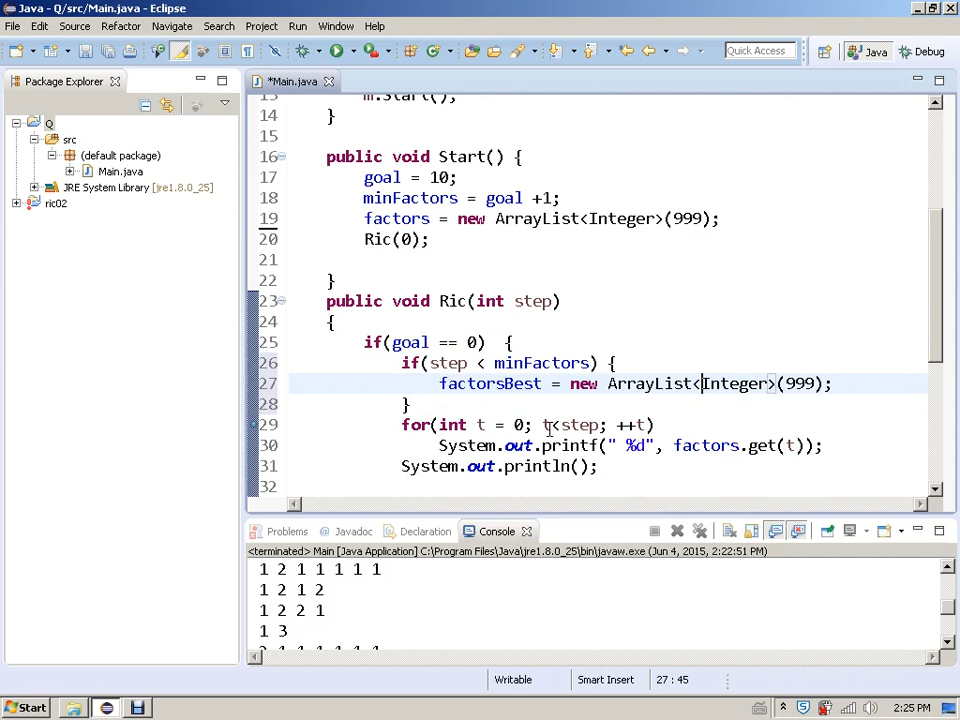 Java - Q/src/Main.java - Eclipse
File Edit Source Refactor Navigate Search Project Run Window Help
Quick Access
Java
Debug
Package Explorer
*Main.java
Q
src
(default package)
Main.java
JRE System Library [jre1.8.0_25]
ric02
13 m.Start();
14 }
15
16 public void Start() {
17 goal = 10;
18 minFactors = goal +1;
19 factors = new ArrayList<Integer>(999);
20 Ric(0);
21
22 }
23 public void Ric(int step)
24 {
25 if(goal == 0) {
26 if(step < minFactors) {
27 factorsBest = new ArrayList<Integer>(999);
28 }
29 for(int t = 0; t<step; ++t)
30 System.out.printf(" %d", factors.get(t));
31 System.out.println();
32
Problems Javadoc Declaration Console
<terminated> Main [Java Application] C:\Program Files\Java\jre1.8.0_25\bin\javaw.exe (Jun 4, 2015, 2:22:51 PM)
1 2 1 1 1 1 1
1 2 1 2
1 2 2 1
1 3
Writable Smart Insert 27 : 45
Start
2:25 PM